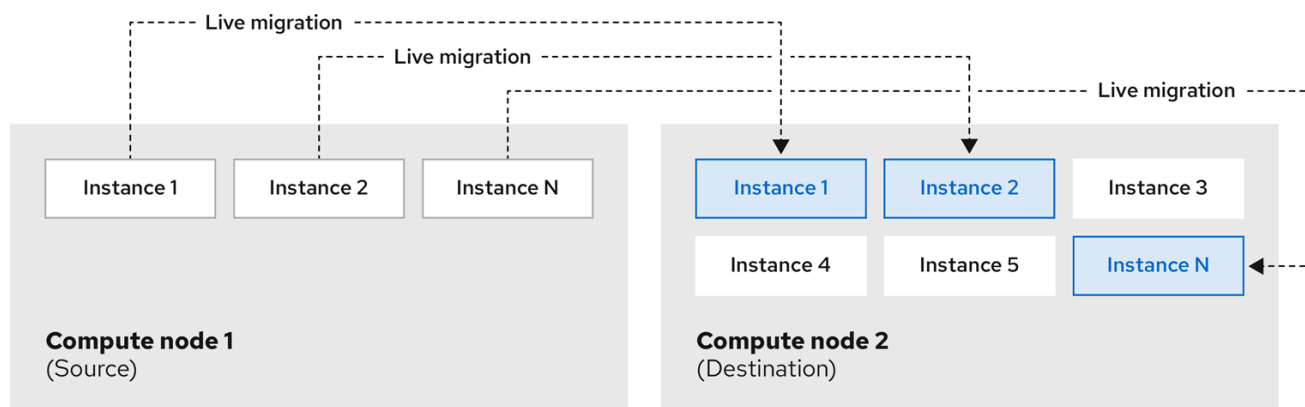 Live migration
Live migration
Live migration
Instance 1
Instance 2
Instance N
Compute node 1
(Source)
Instance 1
Instance 2
Instance 3
Instance 4
Instance 5
Instance N
Compute node 2
(Destination)